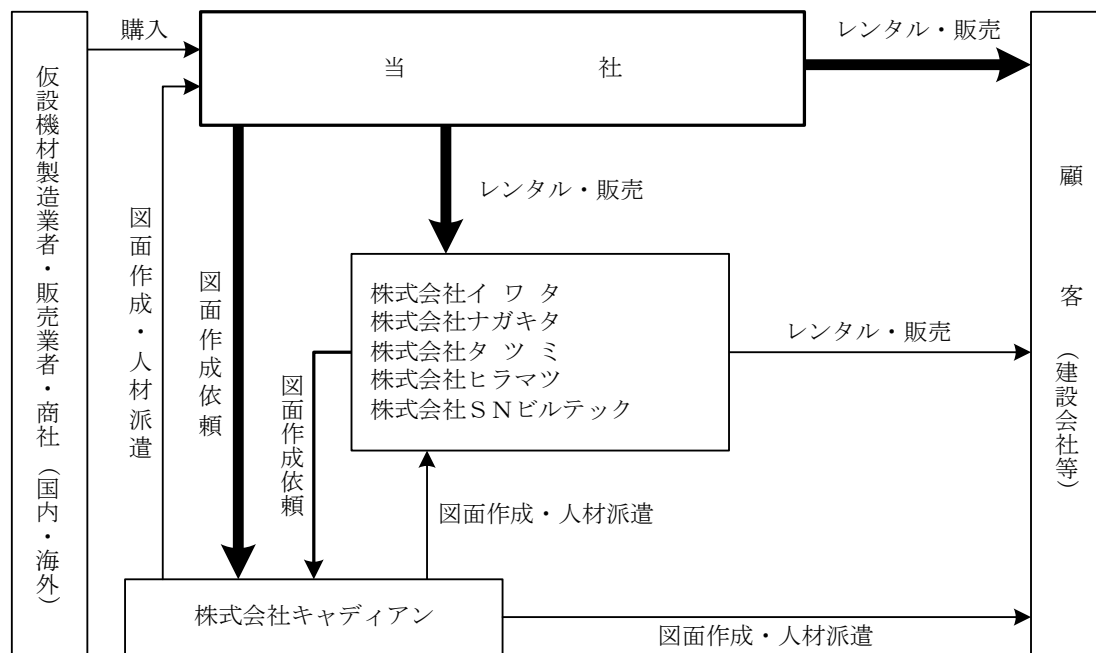 購入
レンタル・販売
当 社
仮設機材製造業者・販売業者・商社(国内・海外)
顧 客 (建設会社等)
レンタル・販売
図面作成・人材派遣
図面作成依頼
株式会社イ ワ タ
株式会社ナガキタ
株式会社タ ツ ミ
株式会社ヒラマツ
株式会社SNビルテック
レンタル・販売
図面作成依頼
図面作成・人材派遣
株式会社キャディアン
図面作成・人材派遣